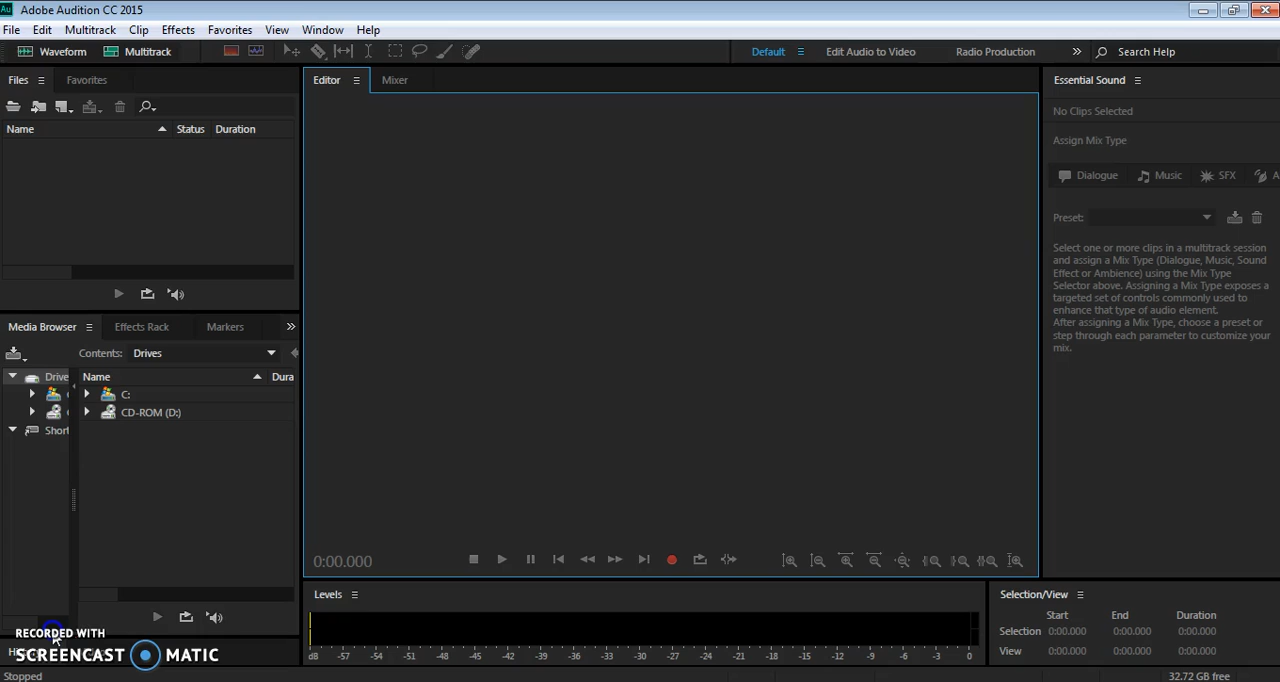 Au Adobe Audition CC 2015
File Edit Multitrack Clip Effects Favorites View Window Help
Waveform Multitrack Default Edit Audio to Video Radio Production Search Help
Files Favorites
Editor Mixer
Essential Sound
No Clips Selected
Name Status Duration
Assign Mix Type
Dialogue Music SFX A
Preset:
Select one or more clips in a multitrack session
and assign a Mix Type (Dialogue, Music, Sound
Effect or Ambience) using the Mix Type
Selector above. Assigning a Mix Type exposes a
targeted set of controls commonly used to
enhance that type of audio element.
After assigning a Mix Type, choose a preset or
step through each parameter to customize your
mix.
Media Browser Effects Rack Markers
Contents: Drives
Drive Name Dura
C:
CD-ROM (D:)
Short
0:00.000
Levels
dB -57 -54 -51 -48 -45 -42 -39 -36 -33 -30 -27 -24 -21 -18 -15 -12 -9 -6 -3 0
Selection/View
Start End Duration
Selection 0:00.000 0:00.000 0:00.000
View 0:00.000 0:00.000 0:00.000
RECORDED WITH
SCREENCAST MATIC
Stopped 32.72 GB free